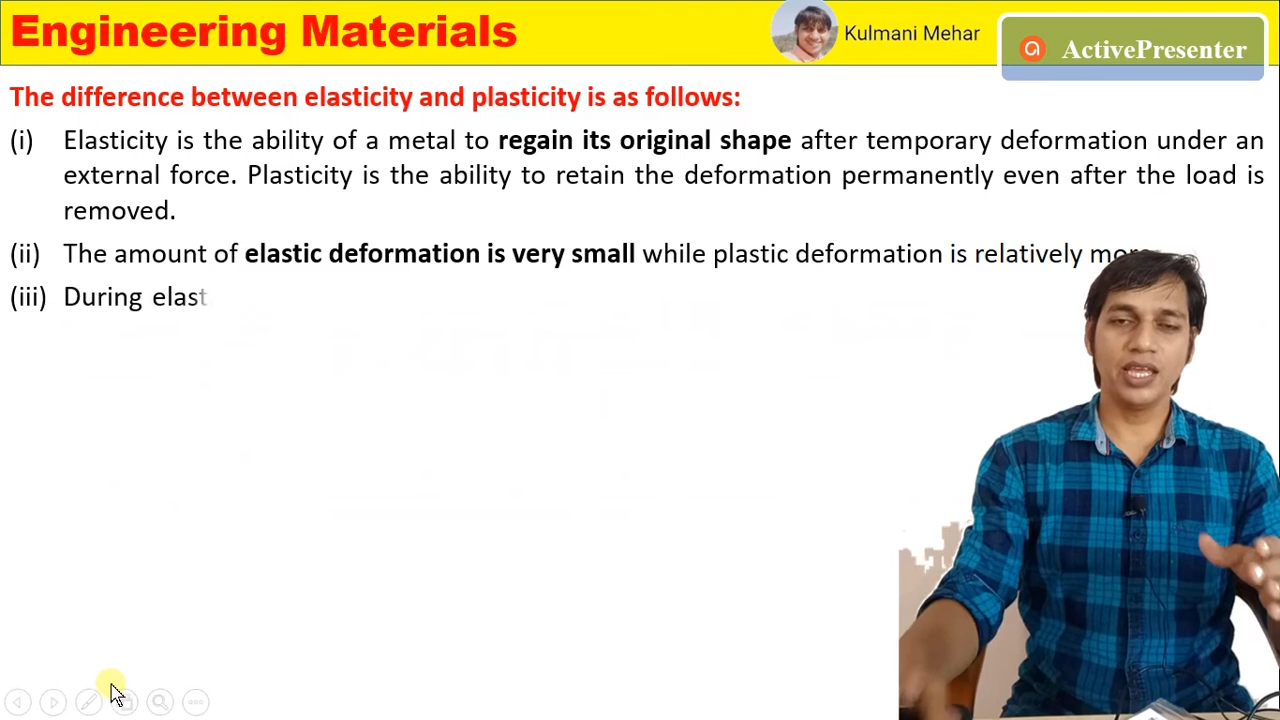 Engineering Materials
Kulmani Mehar
ActivePresenter
The difference between elasticity and plasticity is as follows:
(i) Elasticity is the ability of a metal to regain its original shape after temporary deformation under an
external force. Plasticity is the ability to retain the deformation permanently even after the load is
removed.
(ii) The amount of elastic deformation is very small while plastic deformation is relatively
(iii) During elast